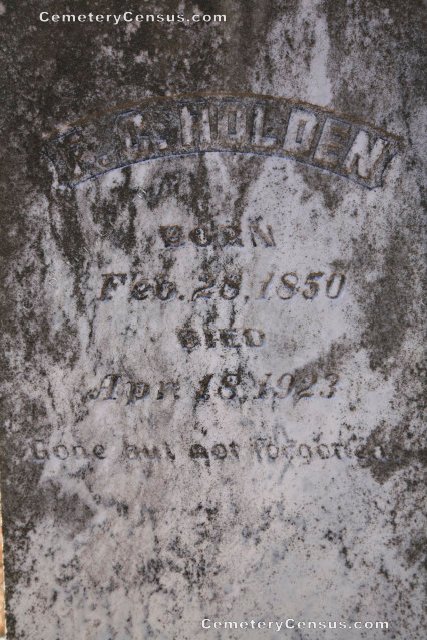 CemeteryCensus.com
HOLDEN
BORN
Feb. 28, 1850
DIED
Apr. 18, 1923
Gone but not forgotten
CemeteryCensus.com